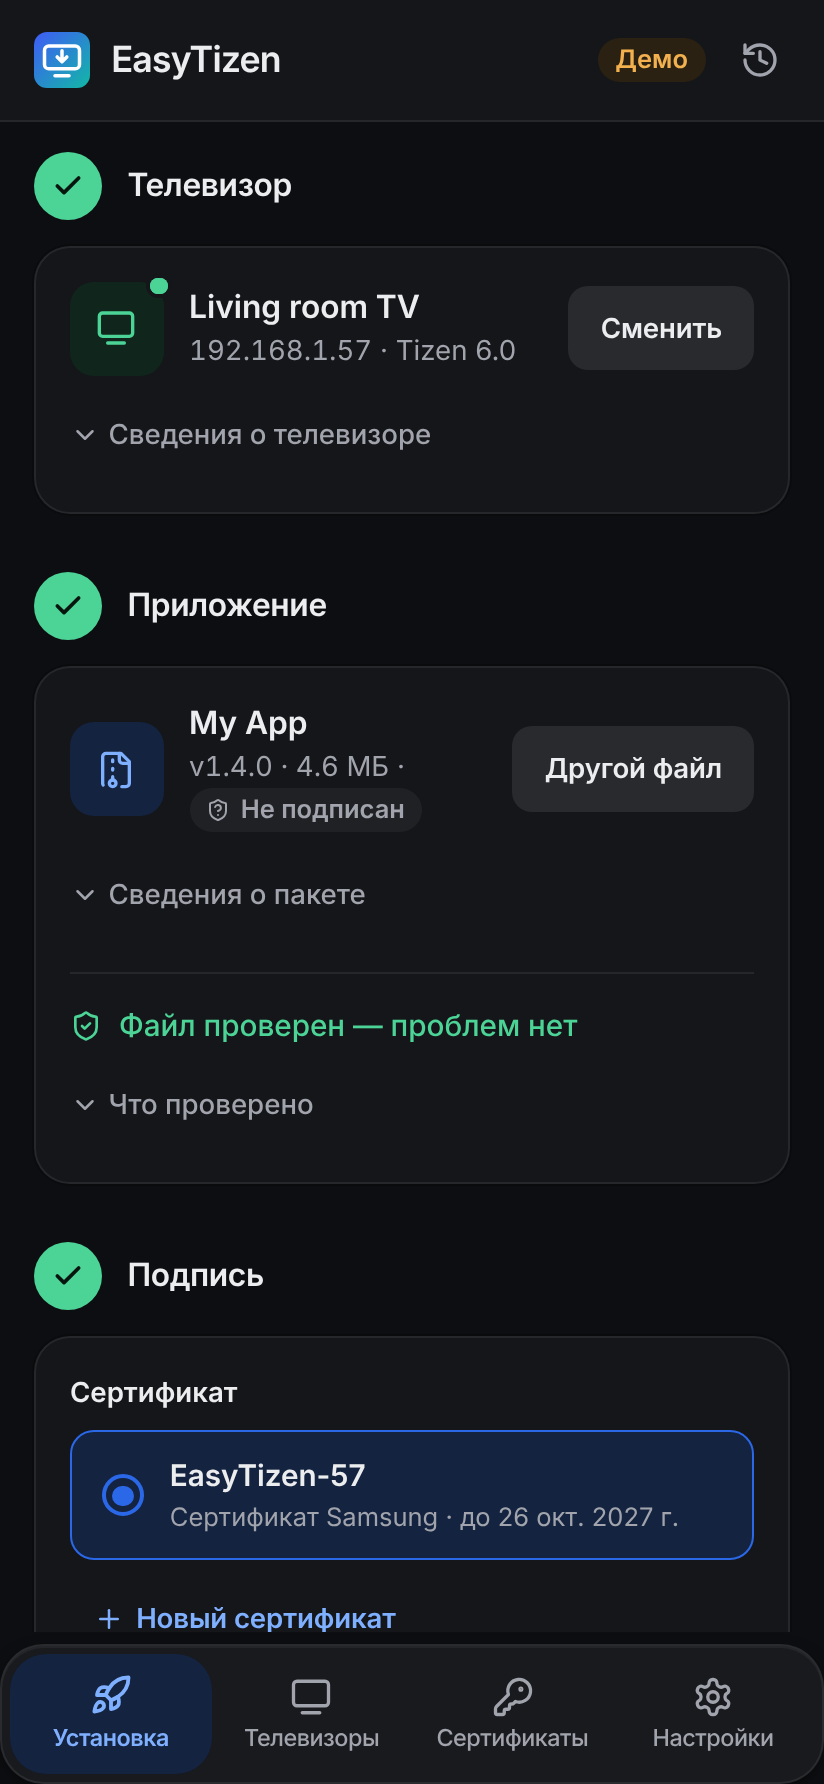 EasyTizen
Демо
Телевизор
Living room TV
192.168.1.57 · Tizen 6.0
Сменить
Сведения о телевизоре
Приложение
My App
v1.4.0 · 4.6 МБ ·
Не подписан
Другой файл
Сведения о пакете
Файл проверен — проблем нет
Что проверено
Подпись
Сертификат
EasyTizen-57
Сертификат Samsung · до 26 окт. 2027 г.
Новый сертификат
Установка
Телевизоры
Сертификаты
Настройки